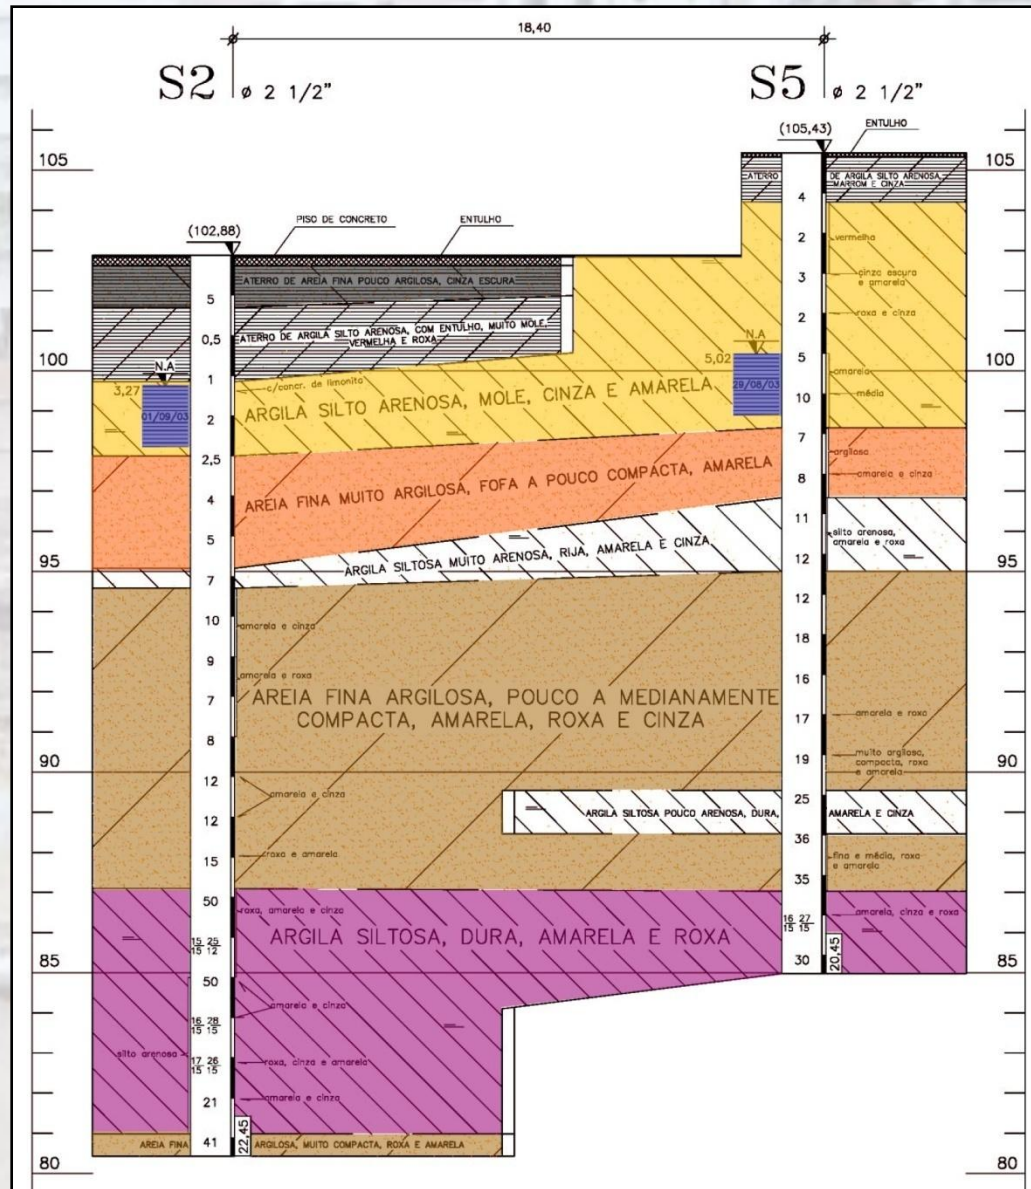 18,40
S2 ø 2 1/2"
S5 ø 2 1/2"
(105,43)
ENTULHO
105
105
ATERRO DE ARGILA SILTO ARENOSA,
MARROM E CINZA
4
PISO DE CONCRETO
ENTULHO
(102,88)
2
vermelha
ATERRO DE AREIA FINA POUCO ARGILOSA, CINZA ESCURA
3
cinza escura
e amarela
5
2
roxa e cinza
0,5
ATERRO DE ARGILA SILTO ARENOSA, COM ENTULHO, MUITO MOLE,
VERMELHA E ROXA
N.A
5,02
5
100
100
N.A
3,27
1
c/concr. de limonita
amarela
29/08/03
10
média
01/09/03
2
ARGILA SILTO ARENOSA, MOLE, CINZA E AMARELA
2,5
7
argilosa
4
AREIA FINA MUITO ARGILOSA, FOFA A POUCO COMPACTA, AMARELA
8
amarela e cinza
5
11
silto arenosa,
amarela e roxa
ARGILA SILTOSA MUITO ARENOSA, RIJA, AMARELA E CINZA
12
95
95
7
12
10
amarela e cinza
18
9
amarela e roxa
16
7
AREIA FINA ARGILOSA, POUCO A MEDIANAMENTE
COMPACTA, AMARELA, ROXA E CINZA
17
amarela e roxa
8
19
muito argilosa,
compacta, roxa
e amarela
90
90
12
amarela e cinza
25
ARGILA SILTOSA POUCO ARENOSA, DURA, AMARELA E CINZA
12
36
15
roxa e amarela
fina e média, roxa
e amarela
35
50
roxa, amarela e cinza
16 27
15 15
amarela, cinza e roxa
15 25
15 12
ARGILA SILTOSA, DURA, AMARELA E ROXA
30
20,45
85
85
50
amarela e cinza
16 28
15 15
silto arenosa
17 26
15 15
roxa, cinza e amarela
21
amarela e cinza
41
22,45
AREIA FINA ARGILOSA, MUITO COMPACTA, ROXA E AMARELA
80
80